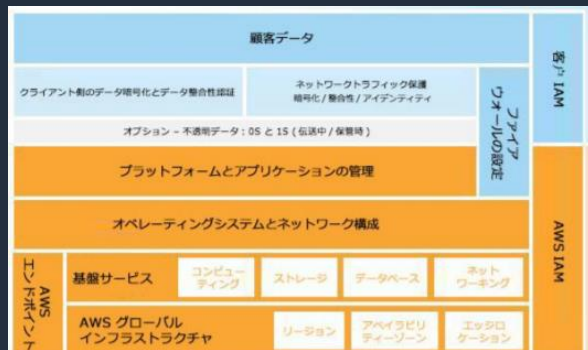 顧客データ
クライアント側のデータ暗号化とデータ整合性認証
ネットワークトラフィック保護
暗号化 / 整合性 / アイデンティティ
オプション – 不透明データ : 0S と 1S ( 伝送中 / 保管時 )
ファイア
ウォールの設定
客户 IAM
プラットフォームとアプリケーションの管理
オペレーティングシステムとネットワーク構成
AWS IAM
AWS
エンドポイント
基盤サービス
コンピュー
ティング
ストレージ
データベース
ネット
ワーキング
AWS グローバル
インフラストラクチャ
リージョン
アベイラビリ
ティーゾーン
エッジロ
ケーション